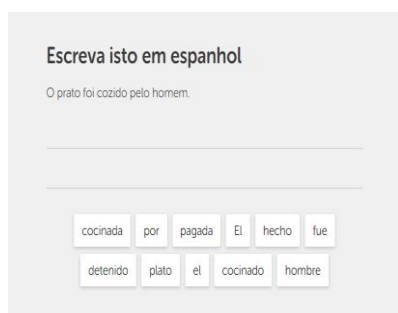 Escreva isto em espanhol
O prato foi cozido pelo homem.
cocinada por pagada El hecho fue
detenido plato el cocinado hombre